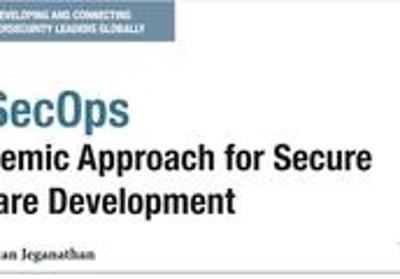 EVELOPING AND CONNECTING
ERSECURITY LEADERS GLOBALLY
SecOps
emic Approach for Secure
are Development
an Jeganathan